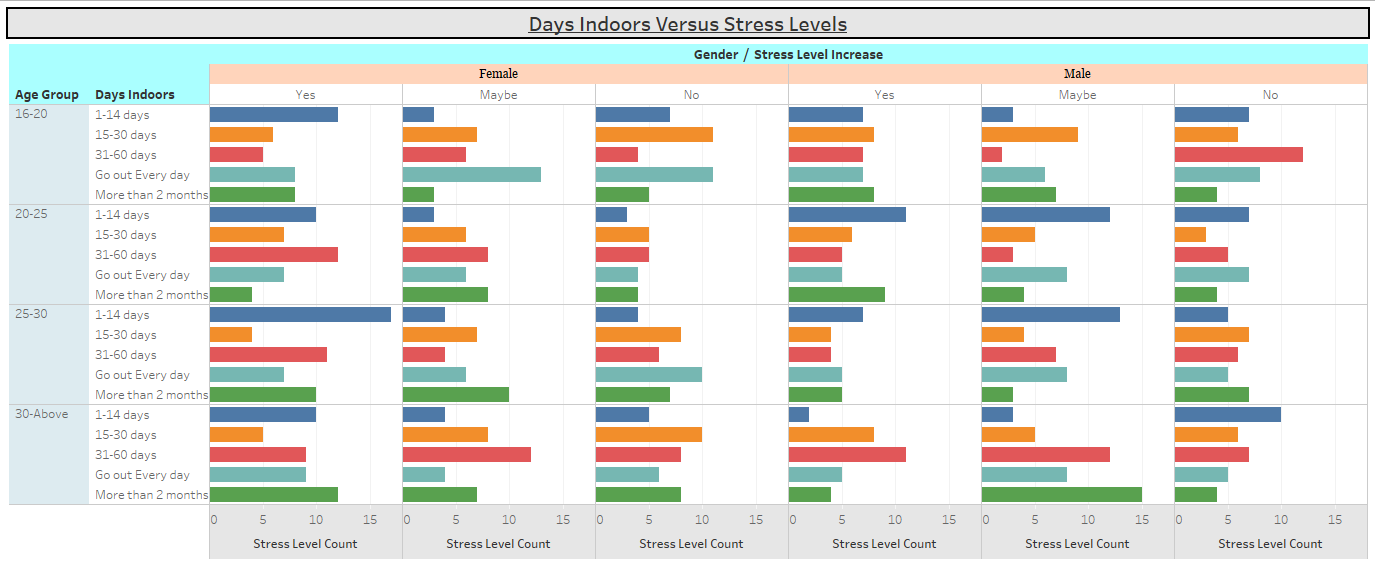 Days Indoors Versus Stress Levels
Gender / Stress Level Increase
Female Male
Age Group Days Indoors Yes Maybe No Yes Maybe No
16-20 1-14 days
15-30 days
31-60 days
Go out Every day
More than 2 months
20-25 1-14 days
15-30 days
31-60 days
Go out Every day
More than 2 months
25-30 1-14 days
15-30 days
31-60 days
Go out Every day
More than 2 months
30-Above 1-14 days
15-30 days
31-60 days
Go out Every day
More than 2 months
0 5 10 15 0 5 10 15 0 5 10 15 0 5 10 15 0 5 10 15 0 5 10 15
Stress Level Count Stress Level Count Stress Level Count Stress Level Count Stress Level Count Stress Level Count